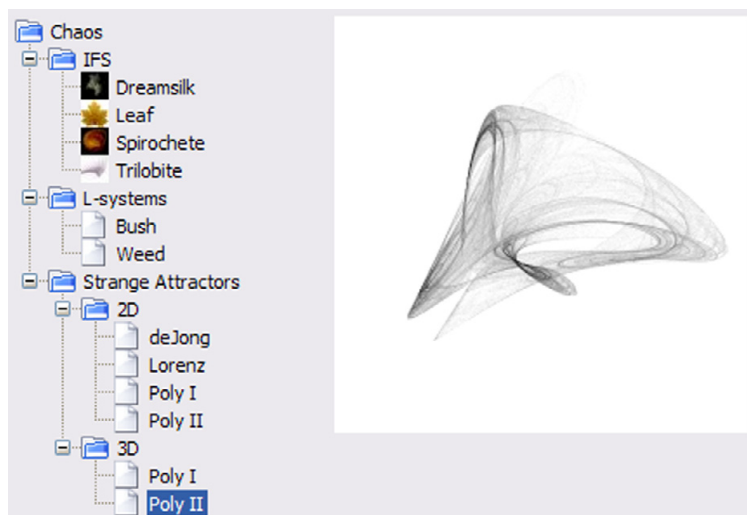 Chaos
IFS
Dreamsilk
Leaf
Spirochete
Trilobite
L-systems
Bush
Weed
Strange Attractors
2D
deJong
Lorenz
Poly I
Poly II
3D
Poly I
Poly II